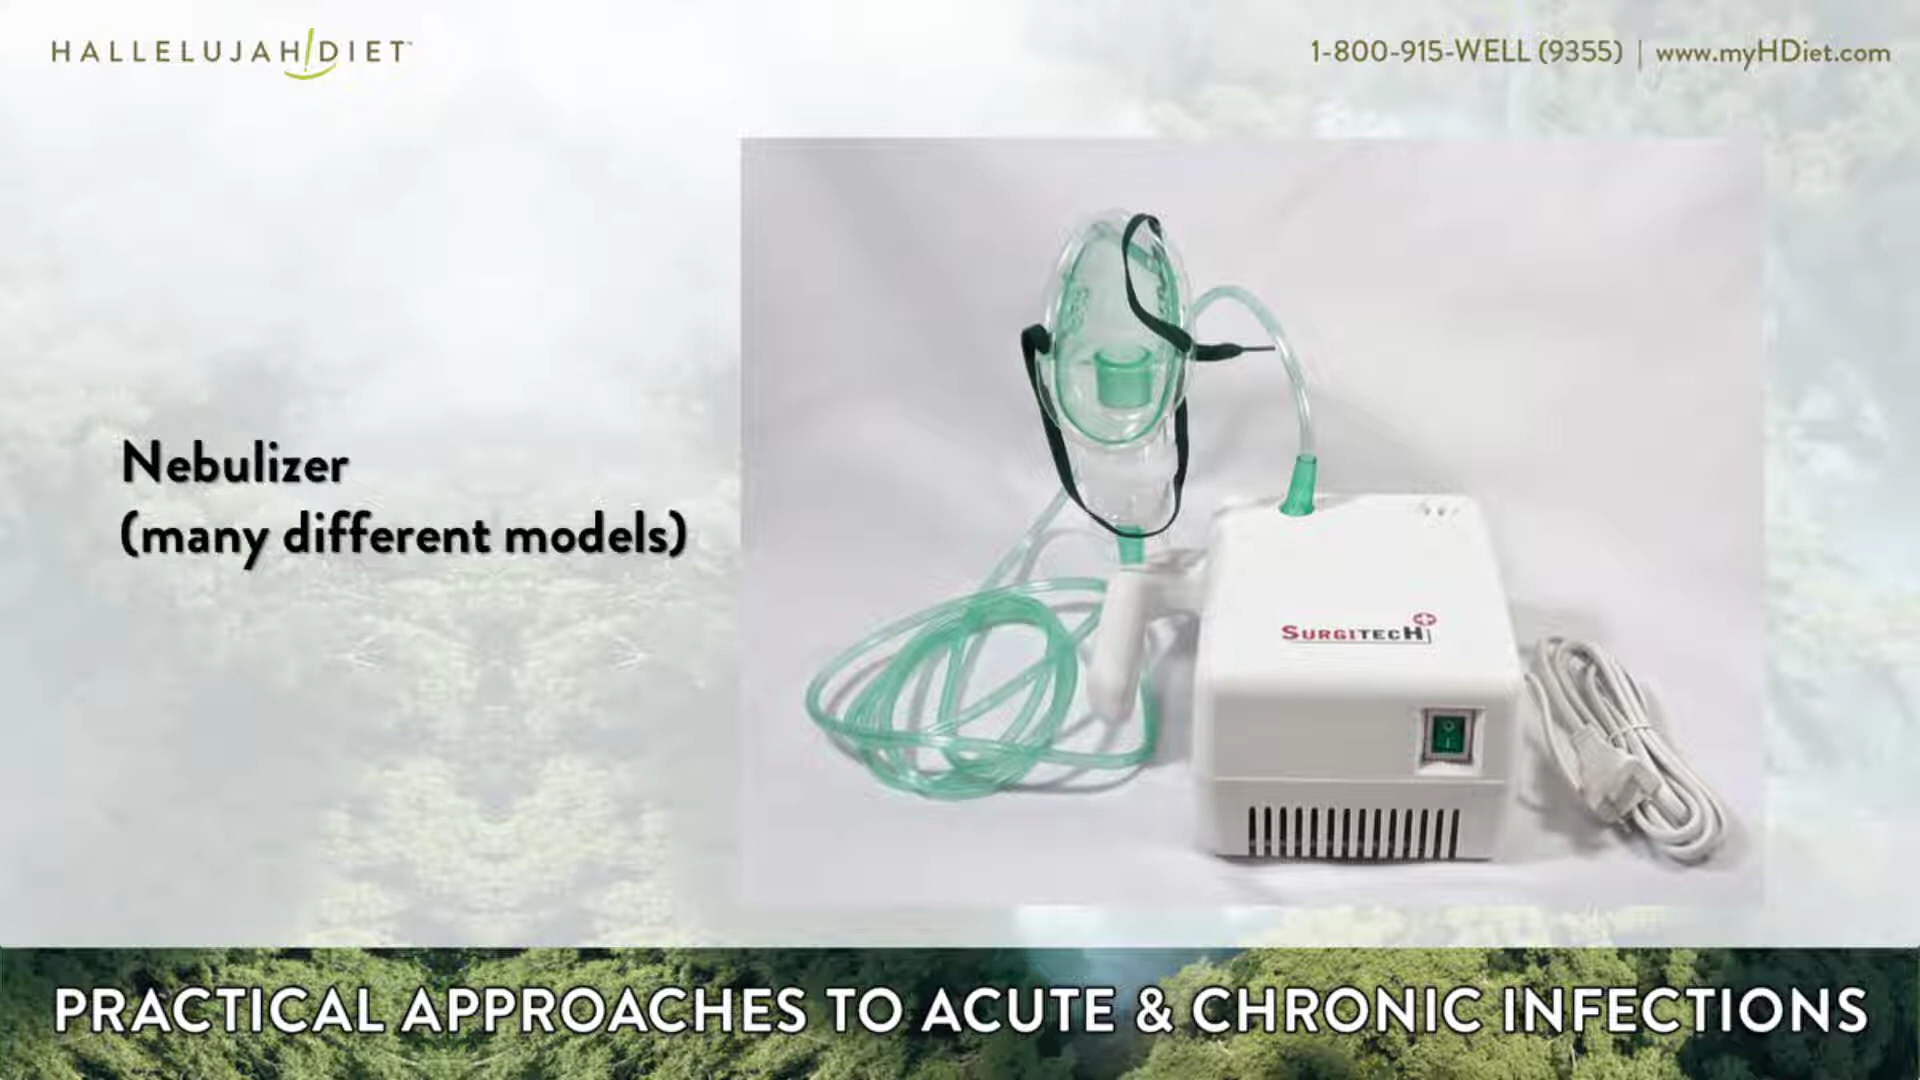 HALLELUJAH DIET™
1-800-915-WELL (9355) | www.myHDiet.com
Nebulizer
(many different models)
SURGITECH
PRACTICAL APPROACHES TO ACUTE & CHRONIC INFECTIONS